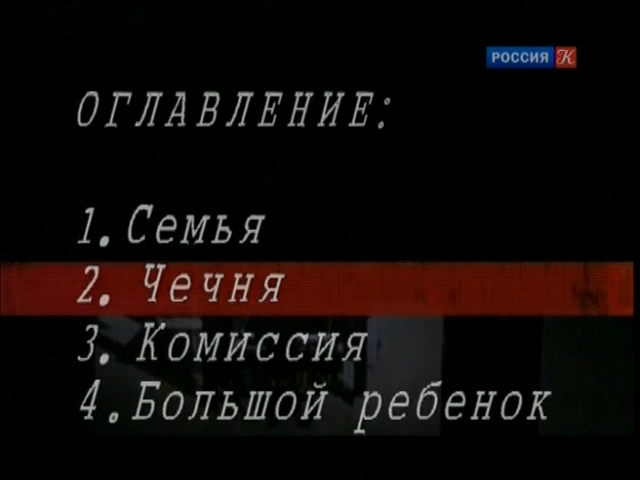 РОССИЯ К
ОГЛАВЛЕНИЕ:
1. Семья
2. Чечня
3. Комиссия
4. Большой ребенок